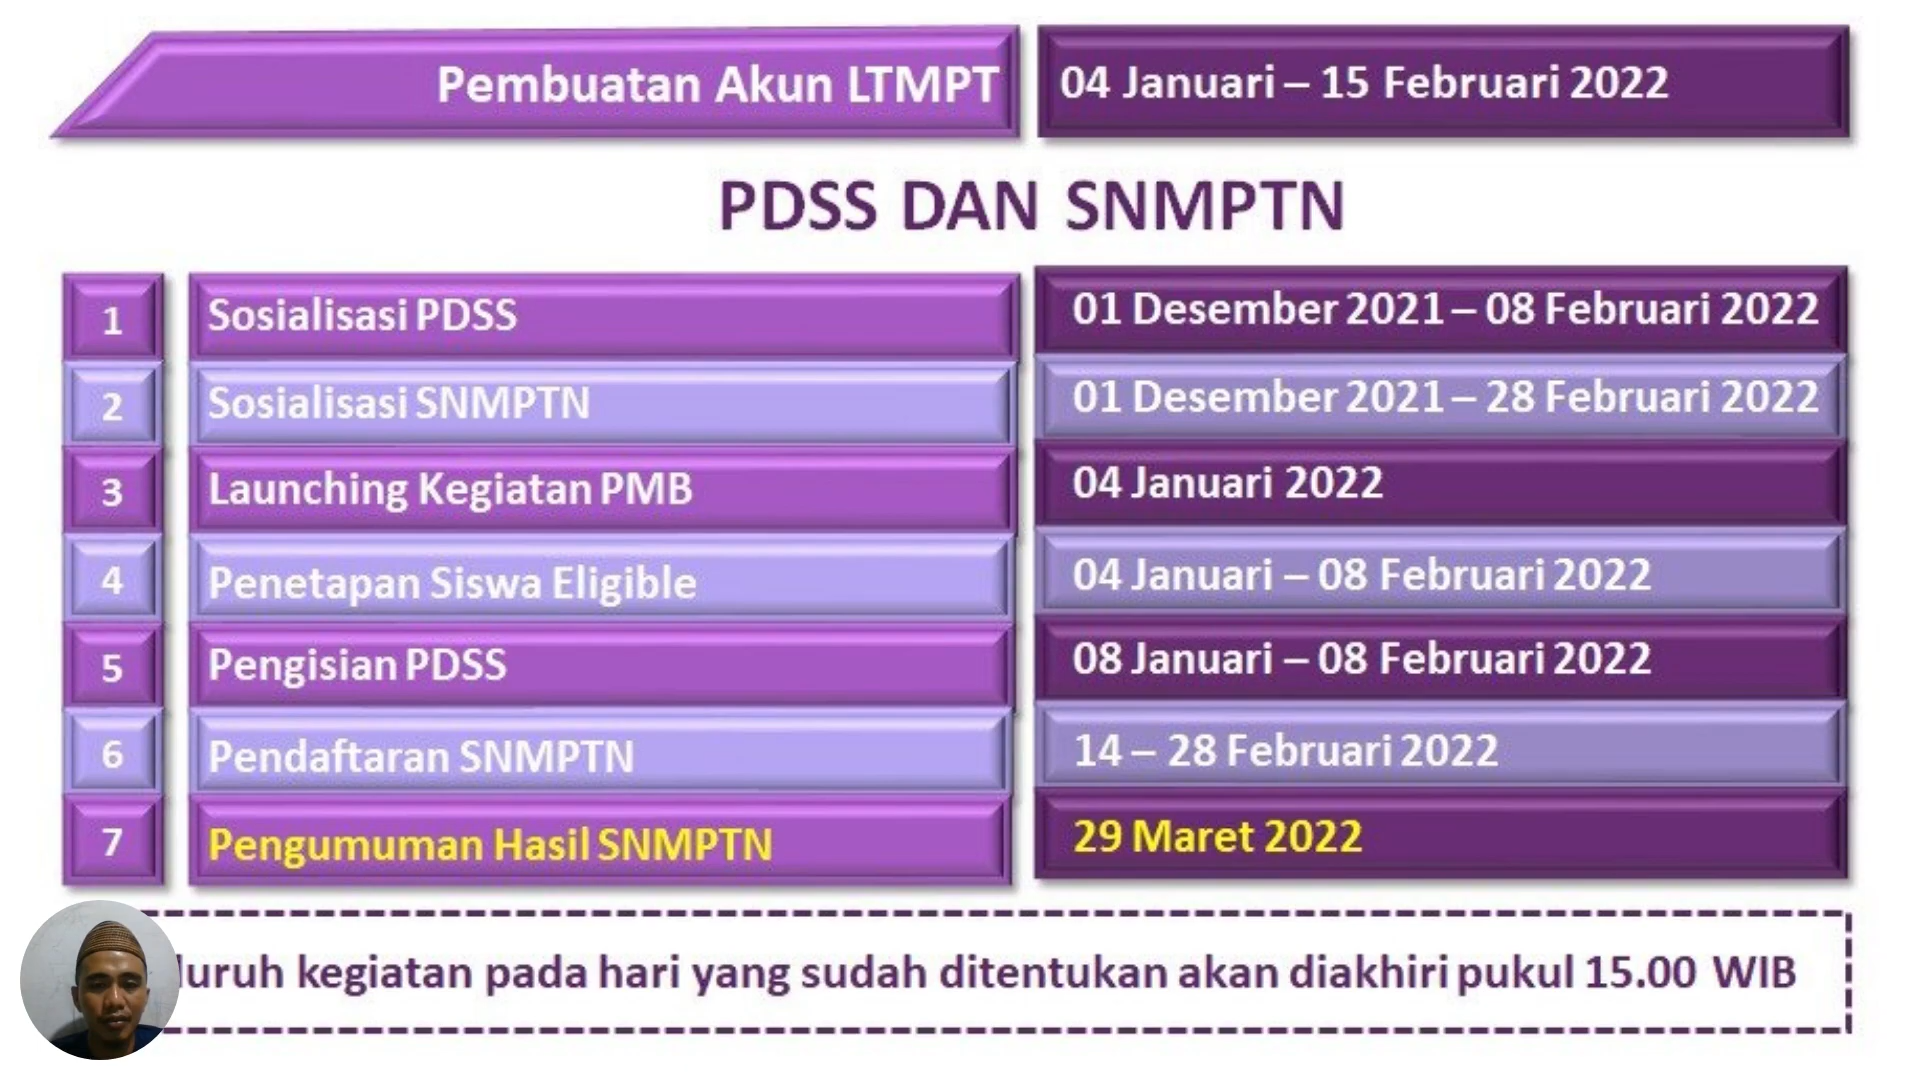 Pembuatan Akun LTMPT 04 Januari – 15 Februari 2022
PDSS DAN SNMPTN
1 Sosialisasi PDSS 01 Desember 2021 – 08 Februari 2022
2 Sosialisasi SNMPTN 01 Desember 2021 – 28 Februari 2022
3 Launching Kegiatan PMB 04 Januari 2022
4 Penetapan Siswa Eligible 04 Januari – 08 Februari 2022
5 Pengisian PDSS 08 Januari – 08 Februari 2022
6 Pendaftaran SNMPTN 14 – 28 Februari 2022
7 Pengumuman Hasil SNMPTN 29 Maret 2022
luruh kegiatan pada hari yang sudah ditentukan akan diakhiri pukul 15.00 WIB